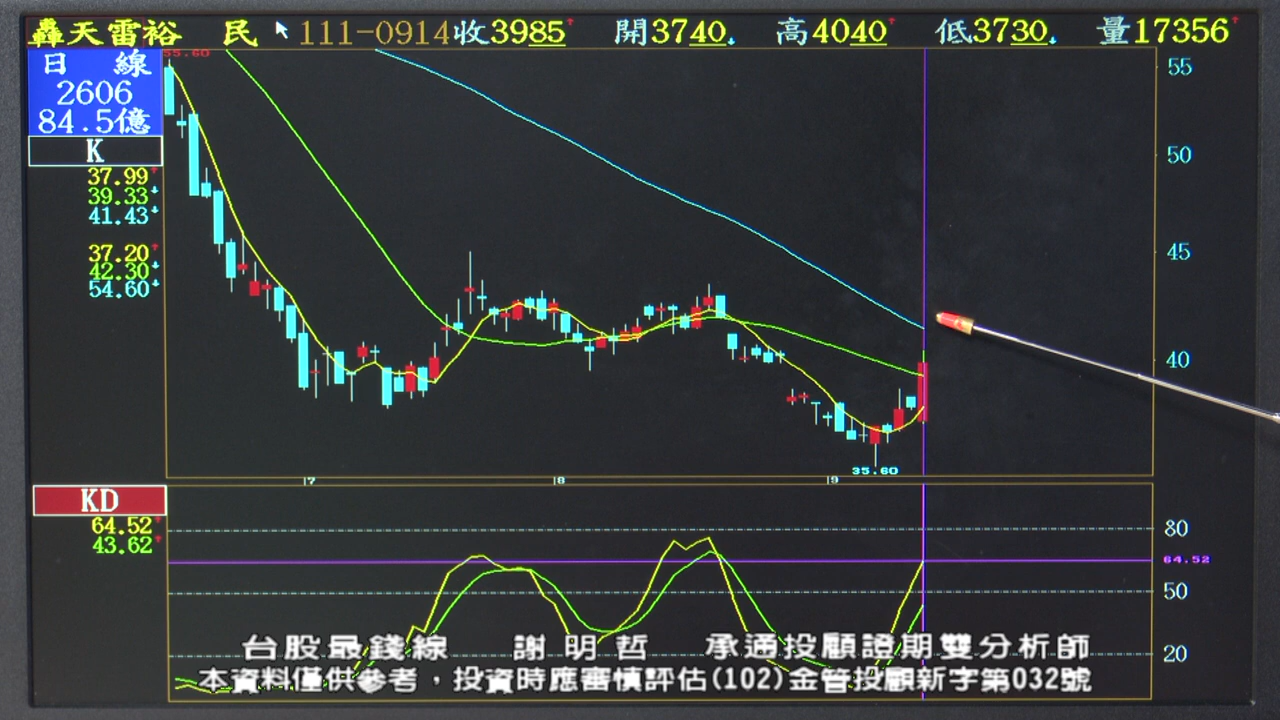 轟天雷裕 民 111-0914收3985↑ 開3740↓ 高4040↑ 低3730↓ 量17356↑
日 線
2606
84.5億
K
37.99↑
39.33↓
41.43↓
37.20↑
42.30↓
54.60↓
55.60
55
50
45
40
35.60
7 8 9
KD
64.52↑
43.62↑
80
64.52
50
20
台股最錢線 謝明哲 承通投顧證期雙分析師
本資料僅供參考，投資時應審慎評估(102)金管投顧新字第032號